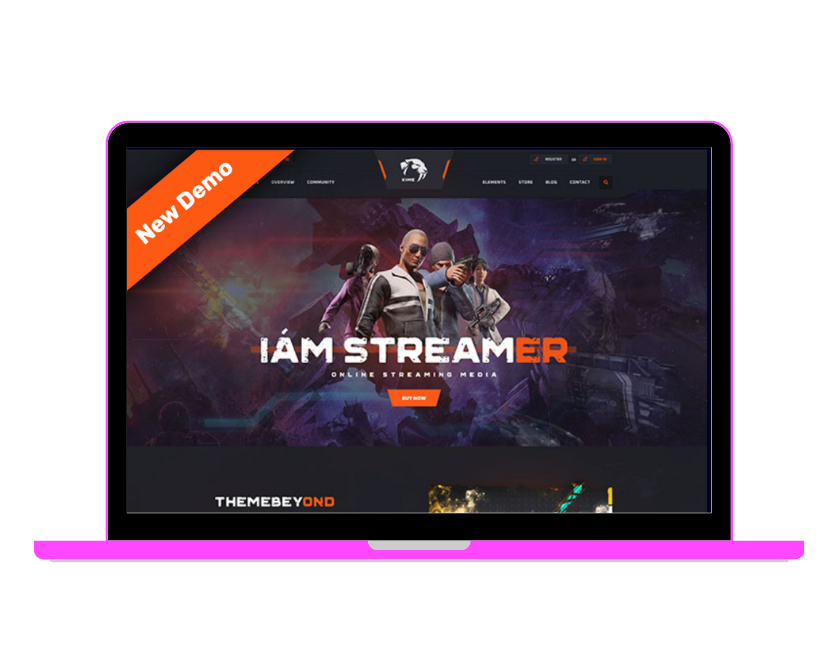 New Demo
REGISTER
OR
SIGN IN
OVERVIEW COMMUNITY
ELEMENTS STORE BLOG CONTACT
IÁM STREAMER
ONLINE STREAMING MEDIA
BUY NOW
THEMEBEYOND